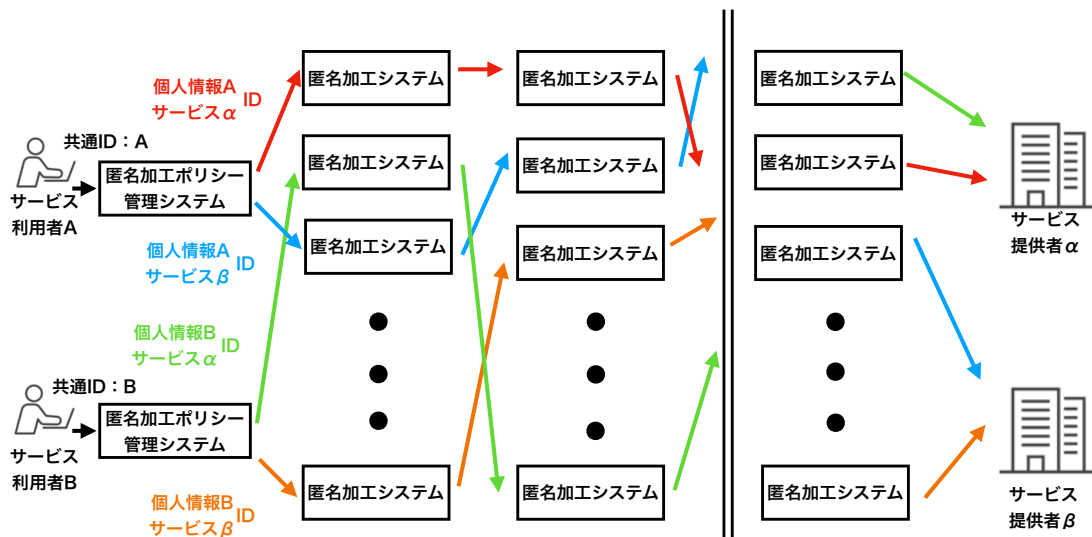 匿名加工システム
匿名加工システム
匿名加工システム
個人情報A
サービスα
ID
共通ID：A
匿名加工システム
匿名加工システム
匿名加工システム
匿名加工ポリシー
管理システム
サービス
利用者A
サービス
提供者α
匿名加工システム
匿名加工システム
匿名加工システム
個人情報A
サービスβ
ID
個人情報B
サービスα
ID
共通ID：B
匿名加工ポリシー
管理システム
サービス
利用者B
匿名加工システム
匿名加工システム
匿名加工システム
サービス
提供者β
個人情報B
サービスβ
ID